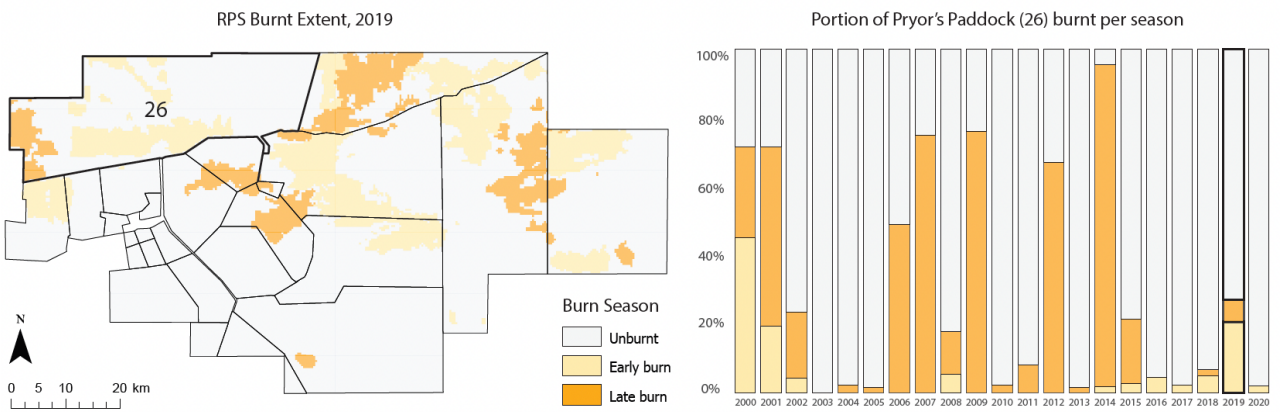 RPS Burnt Extent, 2019
26
N
0 5 10 20 km
Burn Season
Unburnt
Early burn
Late burn
Portion of Pryor's Paddock (26) burnt per season
100%
80%
60%
40%
20%
0%
2000 2001 2002 2003 2004 2005 2006 2007 2008 2009 2010 2011 2012 2013 2014 2015 2016 2017 2018 2019 2020